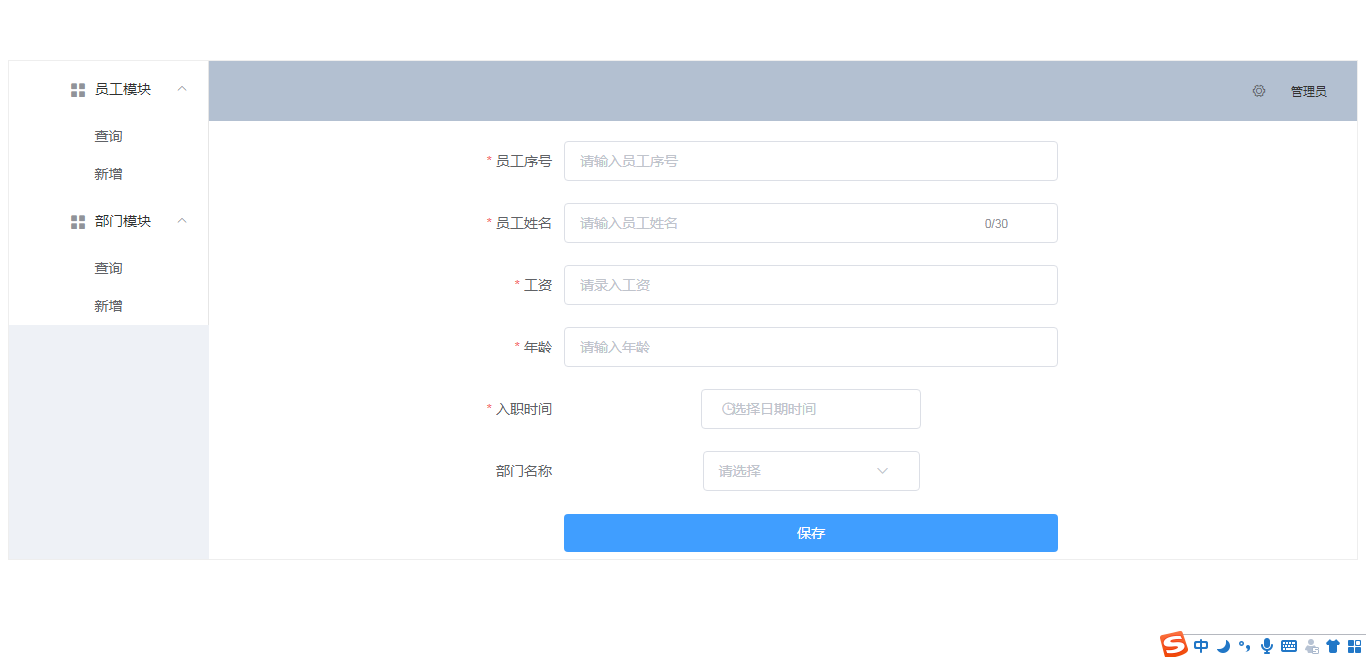 员工模块
查询
新增
部门模块
查询
新增
管理员
* 员工序号 请输入员工序号
* 员工姓名 请输入员工姓名 0/30
* 工资 请录入工资
* 年龄 请输入年龄
* 入职时间 选择日期时间
部门名称 请选择
保存
S 中 °,